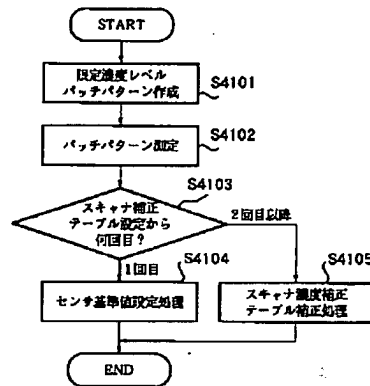 START
限定濃度レベル
パッチパターン作成
S4101
パッチパターン測定
S4102
スキャナ補正
テーブル設定から
何回目?
S4103
2回目以降
1回目
S4104
センサ基準値設定処理
S4105
スキャナ濃度補正
テーブル補正処理
END